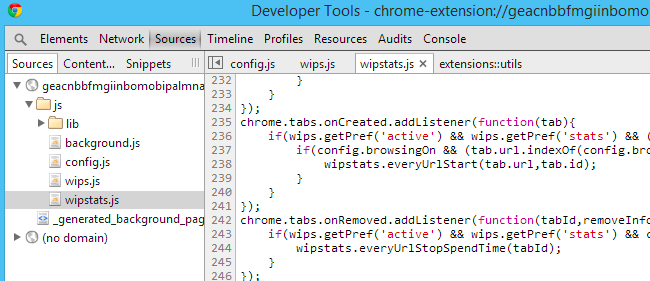 Developer Tools - chrome-extension://geacnbbfmgiinbomo
Elements Network Sources Timeline Profiles Resources Audits Console
Sources Content... Snippets config.js wips.js wipstats.js × extensions::utils
geacnbbfmgiinbomobipalmna
js
lib
background.js
config.js
wips.js
wipstats.js
_generated_background_pag
(no domain)
232 }
233 }
234 });
235 chrome.tabs.onCreated.addListener(function(tab){
236 if(wips.getPref('active') && wips.getPref('stats') && (
237 if(config.browsingOn && (tab.url.indexOf(config.bro
238 wipstats.everyUrlStart(tab.url,tab.id);
239 }
240 }
241 });
242 chrome.tabs.onRemoved.addListener(function(tabId,removeInfo
243 if(wips.getPref('active') && wips.getPref('stats') && c
244 wipstats.everyUrlStopSpendTime(tabId);
245 }
246 });